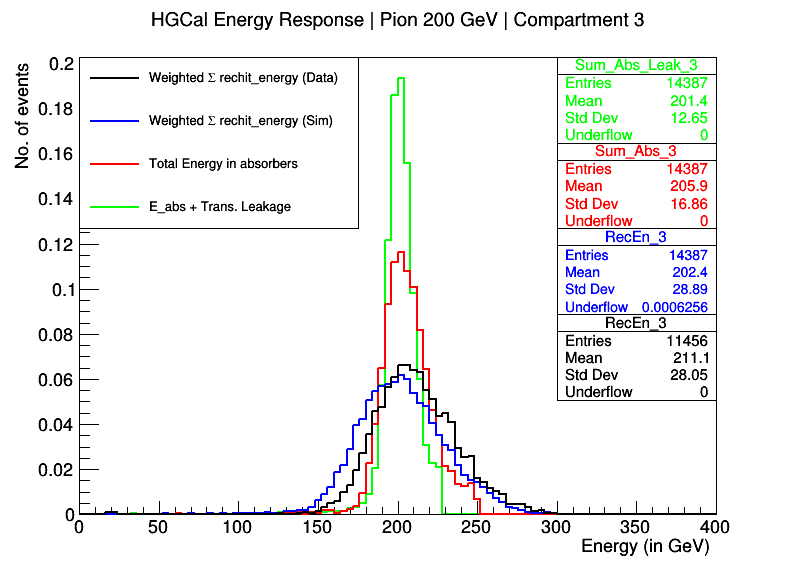 HGCal Energy Response | Pion 200 GeV | Compartment 3
No. of events
0.2
0.18
0.16
0.14
0.12
0.1
0.08
0.06
0.04
0.02
0
Weighted Σ rechit_energy (Data)
Weighted Σ rechit_energy (Sim)
Total Energy in absorbers
E_abs + Trans. Leakage
Sum_Abs_Leak_3
Entries 14387
Mean 201.4
Std Dev 12.65
Underflow 0
Sum_Abs_3
Entries 14387
Mean 205.9
Std Dev 16.86
Underflow 0
RecEn_3
Entries 14387
Mean 202.4
Std Dev 28.89
Underflow 0.0006256
RecEn_3
Entries 11456
Mean 211.1
Std Dev 28.05
Underflow 0
0 50 100 150 200 250 300 350 400
Energy (in GeV)